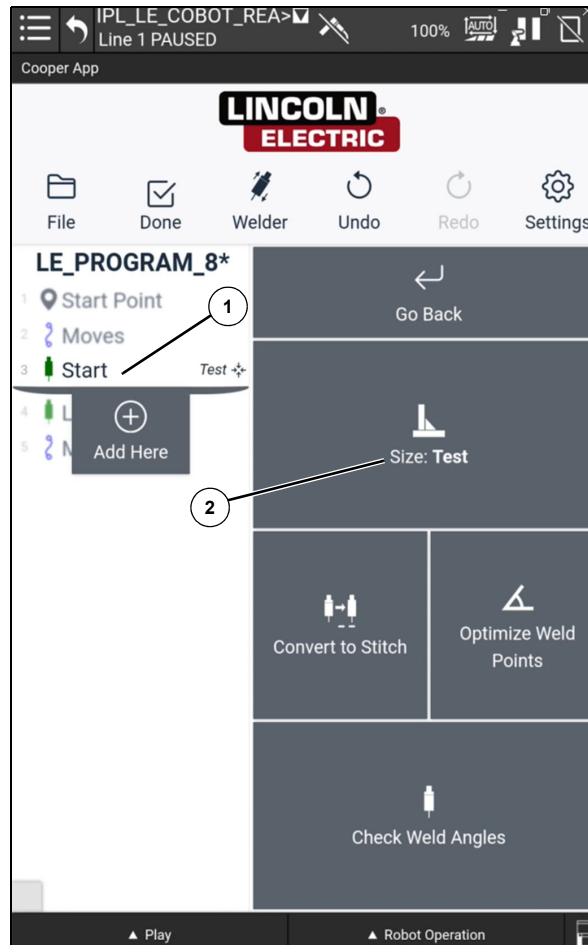 IPL_LE_COBOT_REA>
Line 1 PAUSED
100%
AUTO
Cooper App
LINCOLN ®
ELECTRIC
File
Done
Welder
Undo
Redo
Settings
LE_PROGRAM_8*
1 Start Point
2 Moves
3 Start Test
4 L
5 M
Add Here
Go Back
Size: Test
Convert to Stitch
Optimize Weld
Points
Check Weld Angles
1
2
▲ Play
▲ Robot Operation